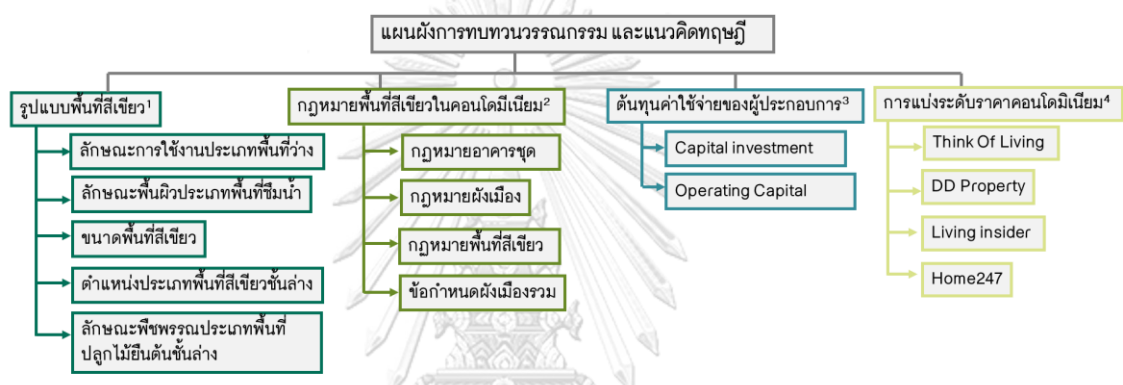 แผนผังการทบทวนวรรณกรรม และแนวคิดทฤษฎี
รูปแบบพื้นที่สีเขียว¹
ลักษณะการใช้งานประเภทพื้นที่ว่าง
ลักษณะพื้นผิวประเภทพื้นที่ซึมน้ำ
ขนาดพื้นที่สีเขียว
ตำแหน่งประเภทพื้นที่สีเขียวชั้นล่าง
ลักษณะพืชพรรณประเภทพื้นที่
ปลูกไม้ยืนต้นชั้นล่าง
กฎหมายพื้นที่สีเขียวในคอนโดมีเนียม²
กฎหมายอาคารชุด
กฎหมายผังเมือง
กฎหมายพื้นที่สีเขียว
ข้อกำหนดผังเมืองรวม
ต้นทุนค่าใช้จ่ายของผู้ประกอบการ³
Capital investment
Operating Capital
การแบ่งระดับราคาคอนโดมิเนียม⁴
Think Of Living
DD Property
Living insider
Home247